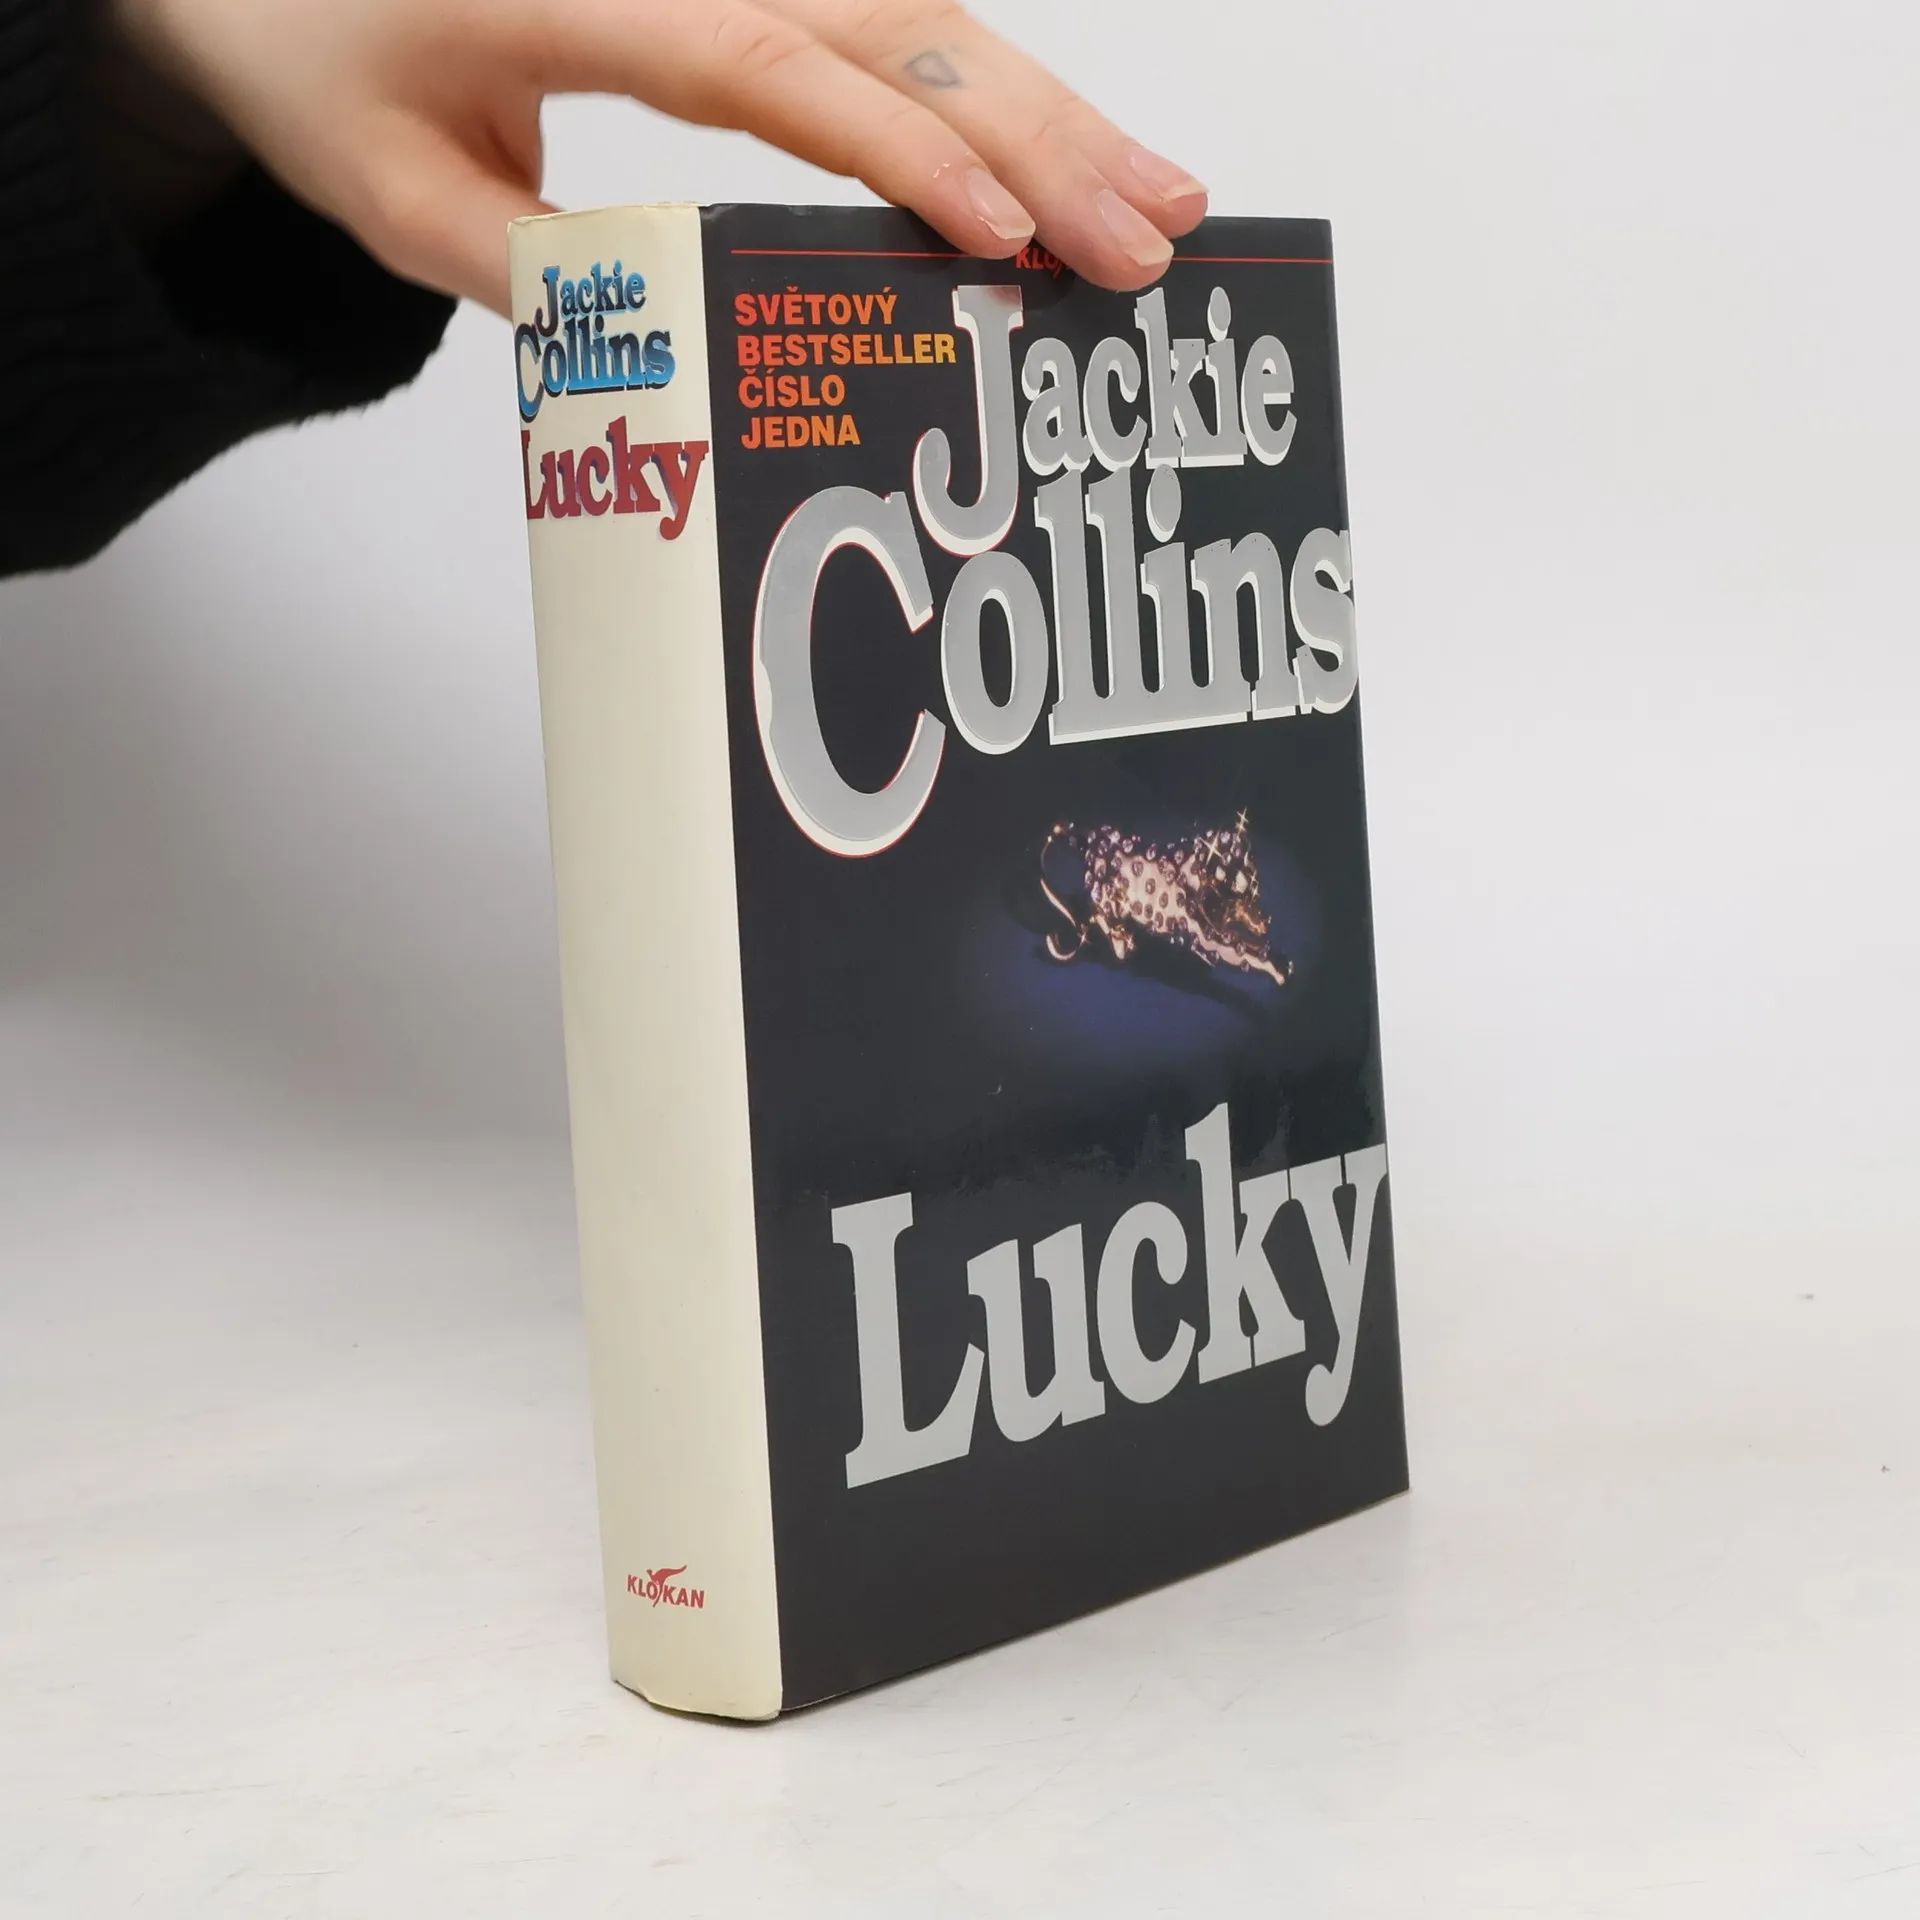 Jackie
Collins
Lucky
KLOKAN
SVĚTOVÝ
BESTSELLER
ČÍSLO
JEDNA
Jackie
Collins
Lucky